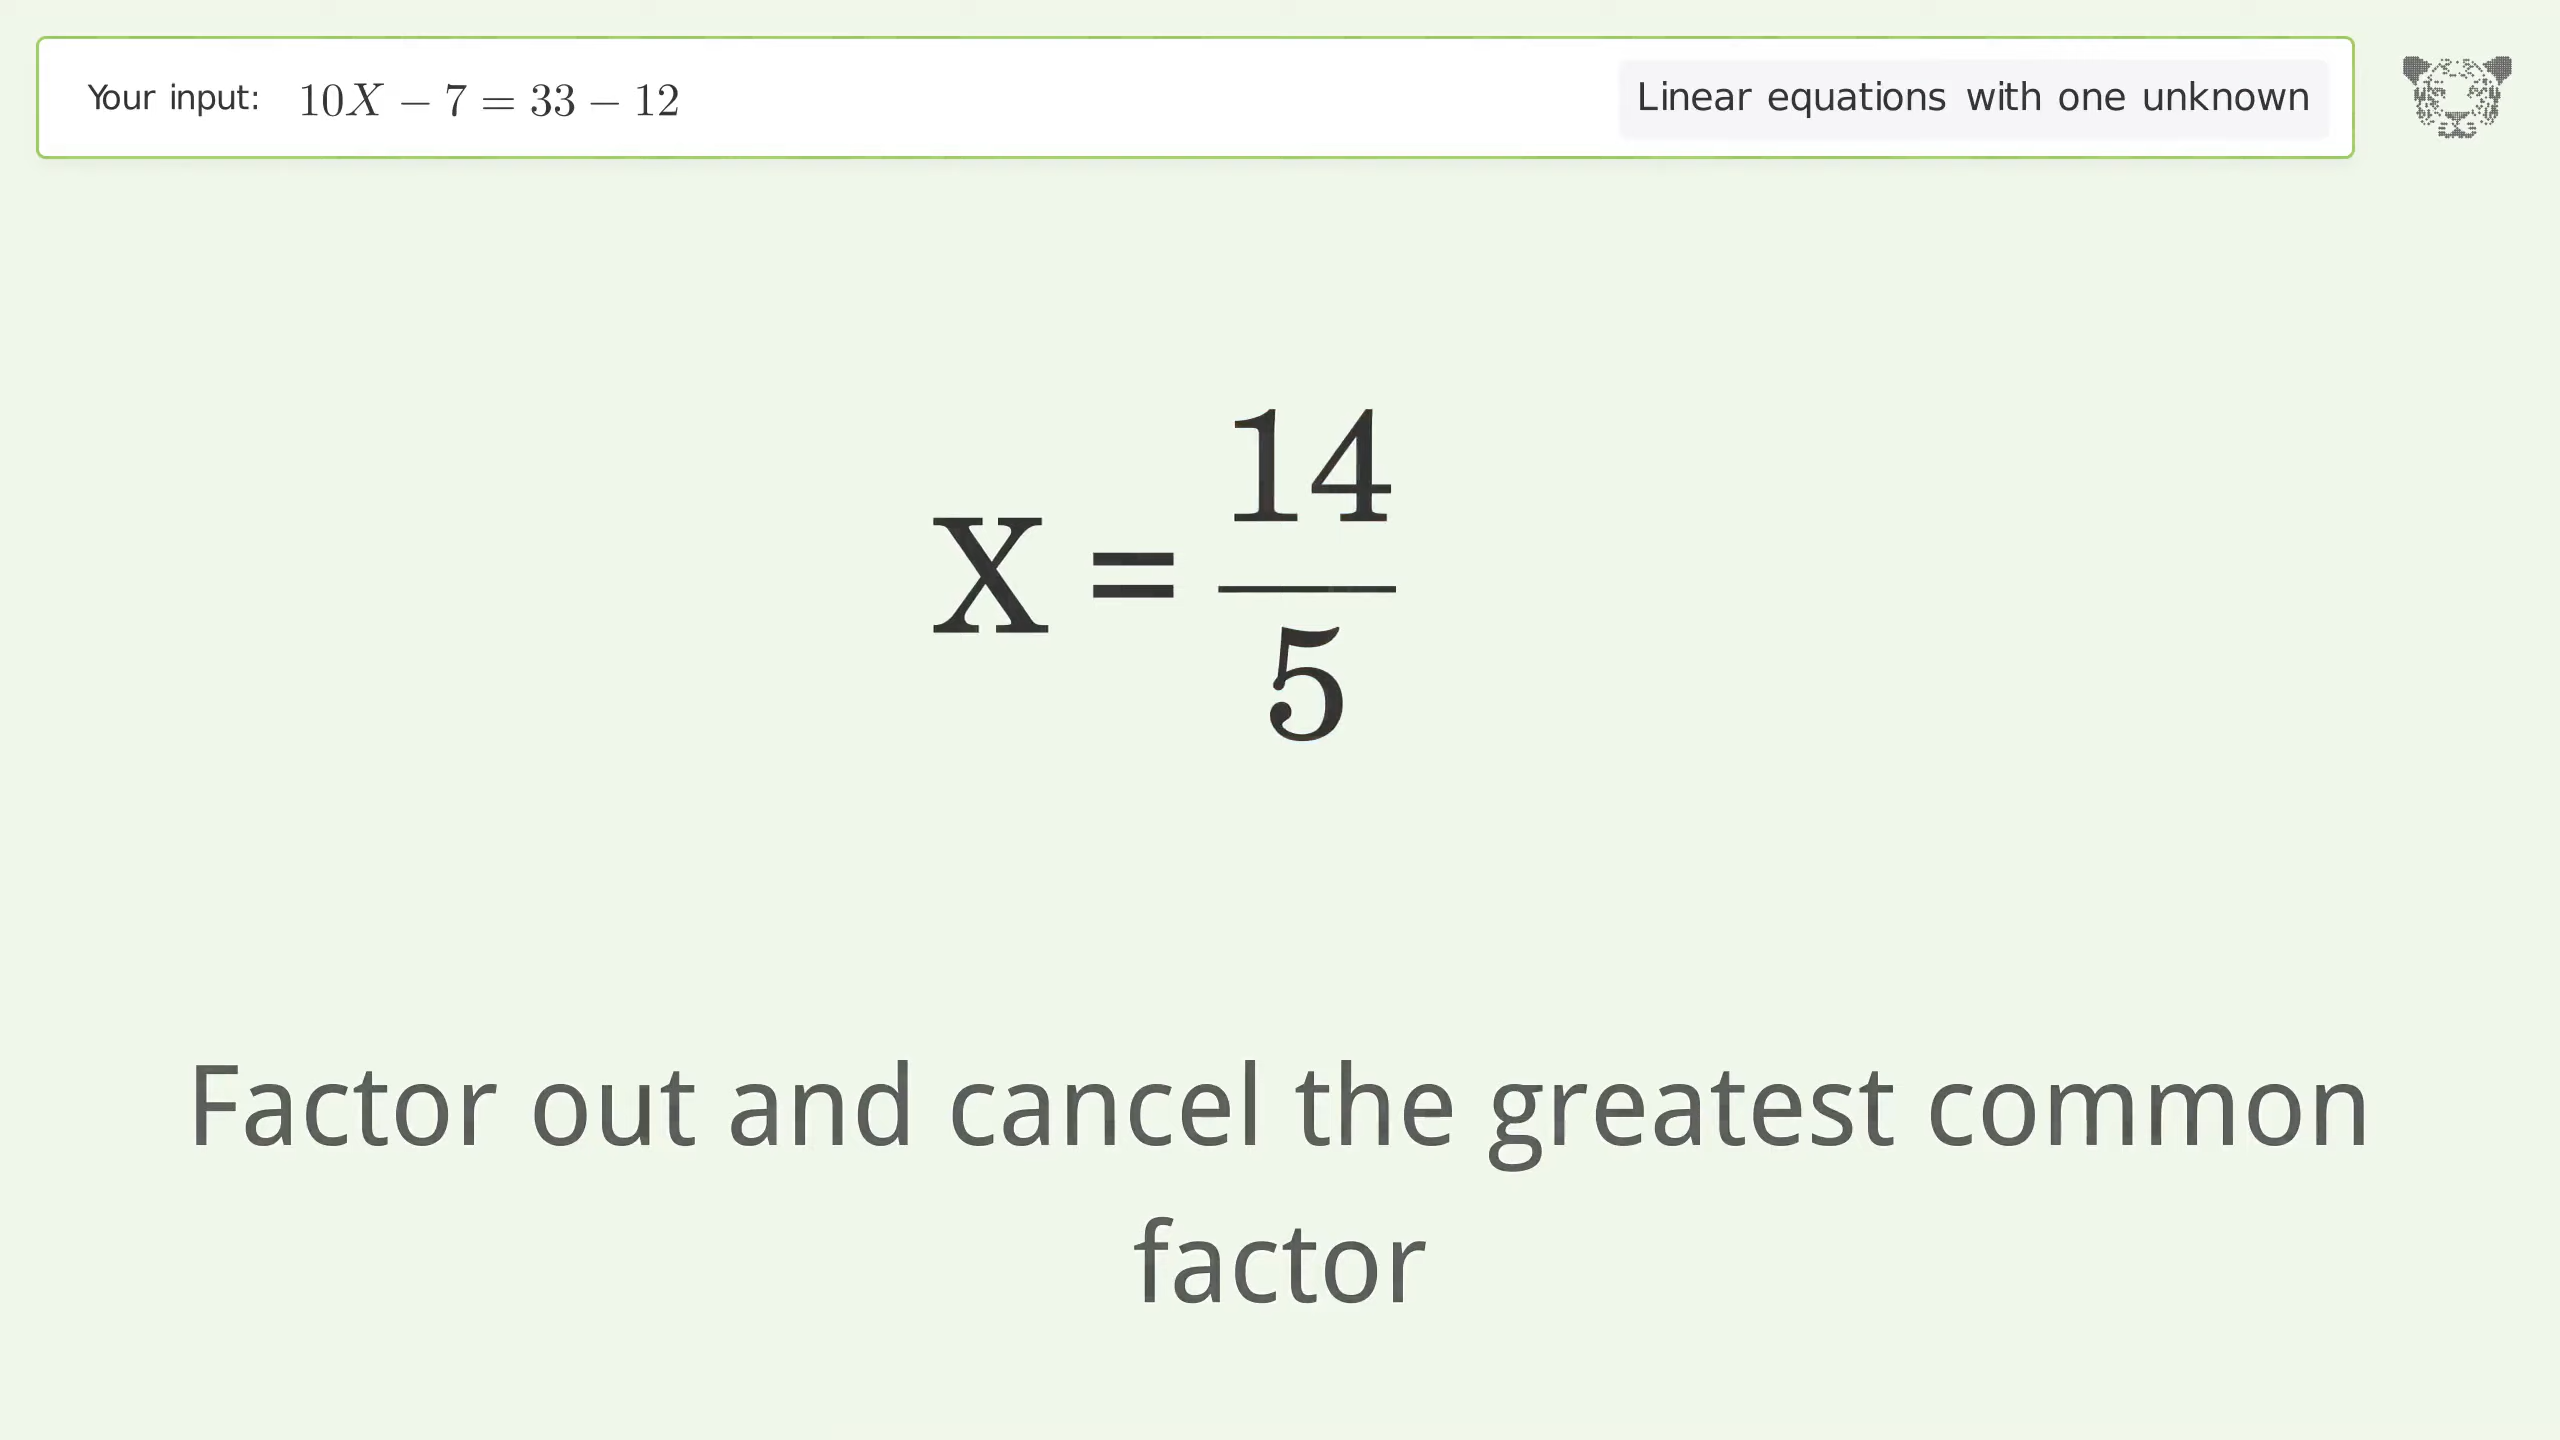 Your input: 10X − 7 = 33 − 12 Linear equations with one unknown
X = 14/5
Factor out and cancel the greatest common
factor